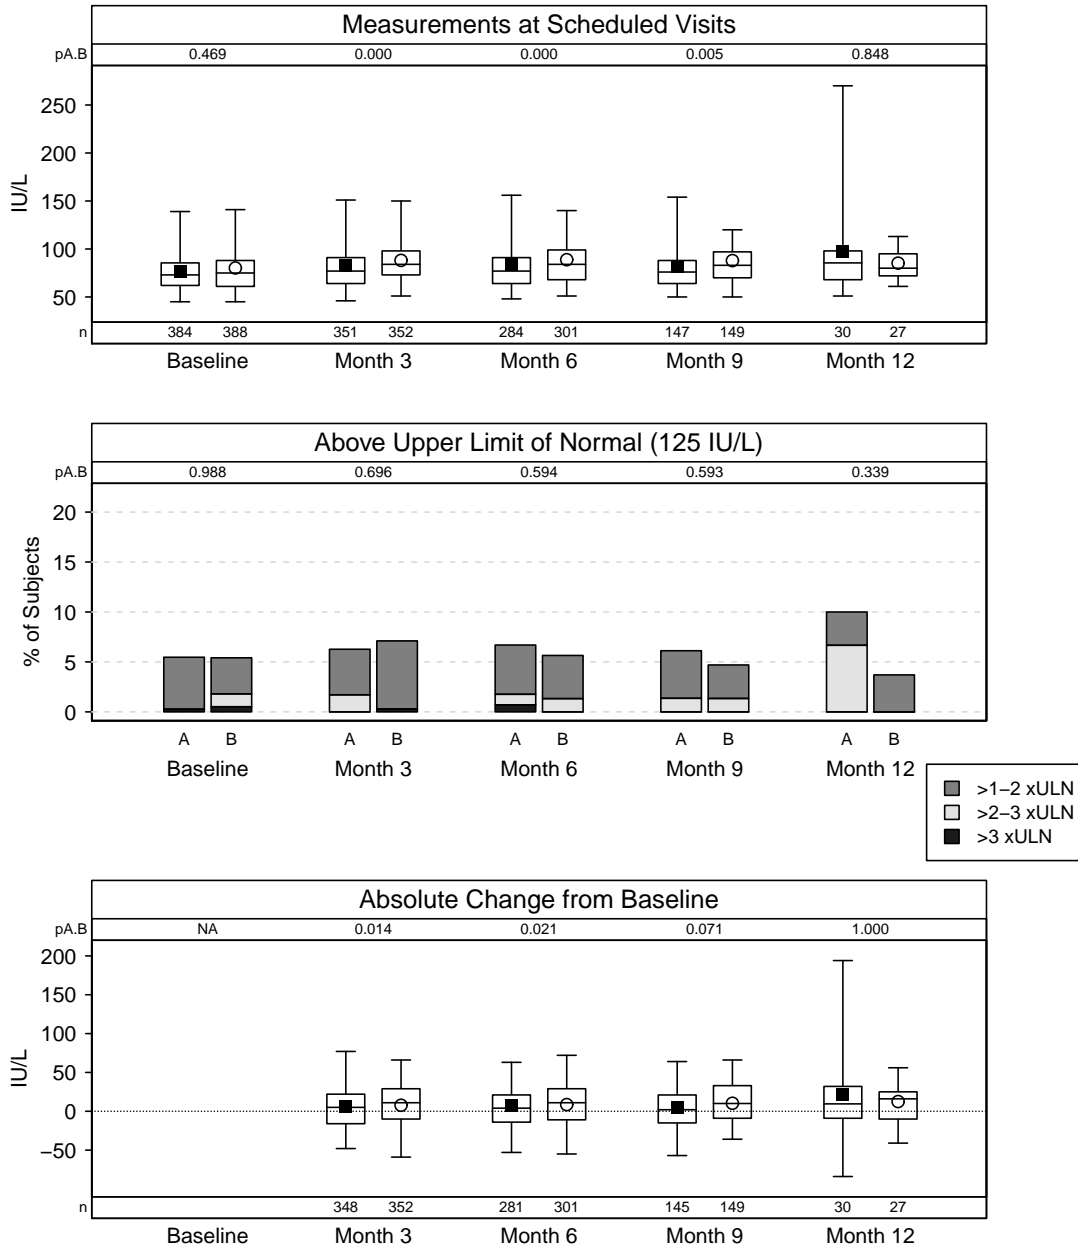 Measurements at Scheduled Visits
pA.B 0.469 0.000 0.000 0.005 0.848
250
200
150
100
50
IU/L
n 384 388 351 352 284 301 147 149 30 27
Baseline Month 3 Month 6 Month 9 Month 12
Above Upper Limit of Normal (125 IU/L)
pA.B 0.988 0.696 0.594 0.593 0.339
20
15
10
5
0
% of Subjects
A B A B A B A B A B
Baseline Month 3 Month 6 Month 9 Month 12
>1−2 xULN
>2−3 xULN
>3 xULN
Absolute Change from Baseline
pA.B NA 0.014 0.021 0.071 1.000
200
150
100
50
0
−50
IU/L
n 348 352 281 301 145 149 30 27
Baseline Month 3 Month 6 Month 9 Month 12